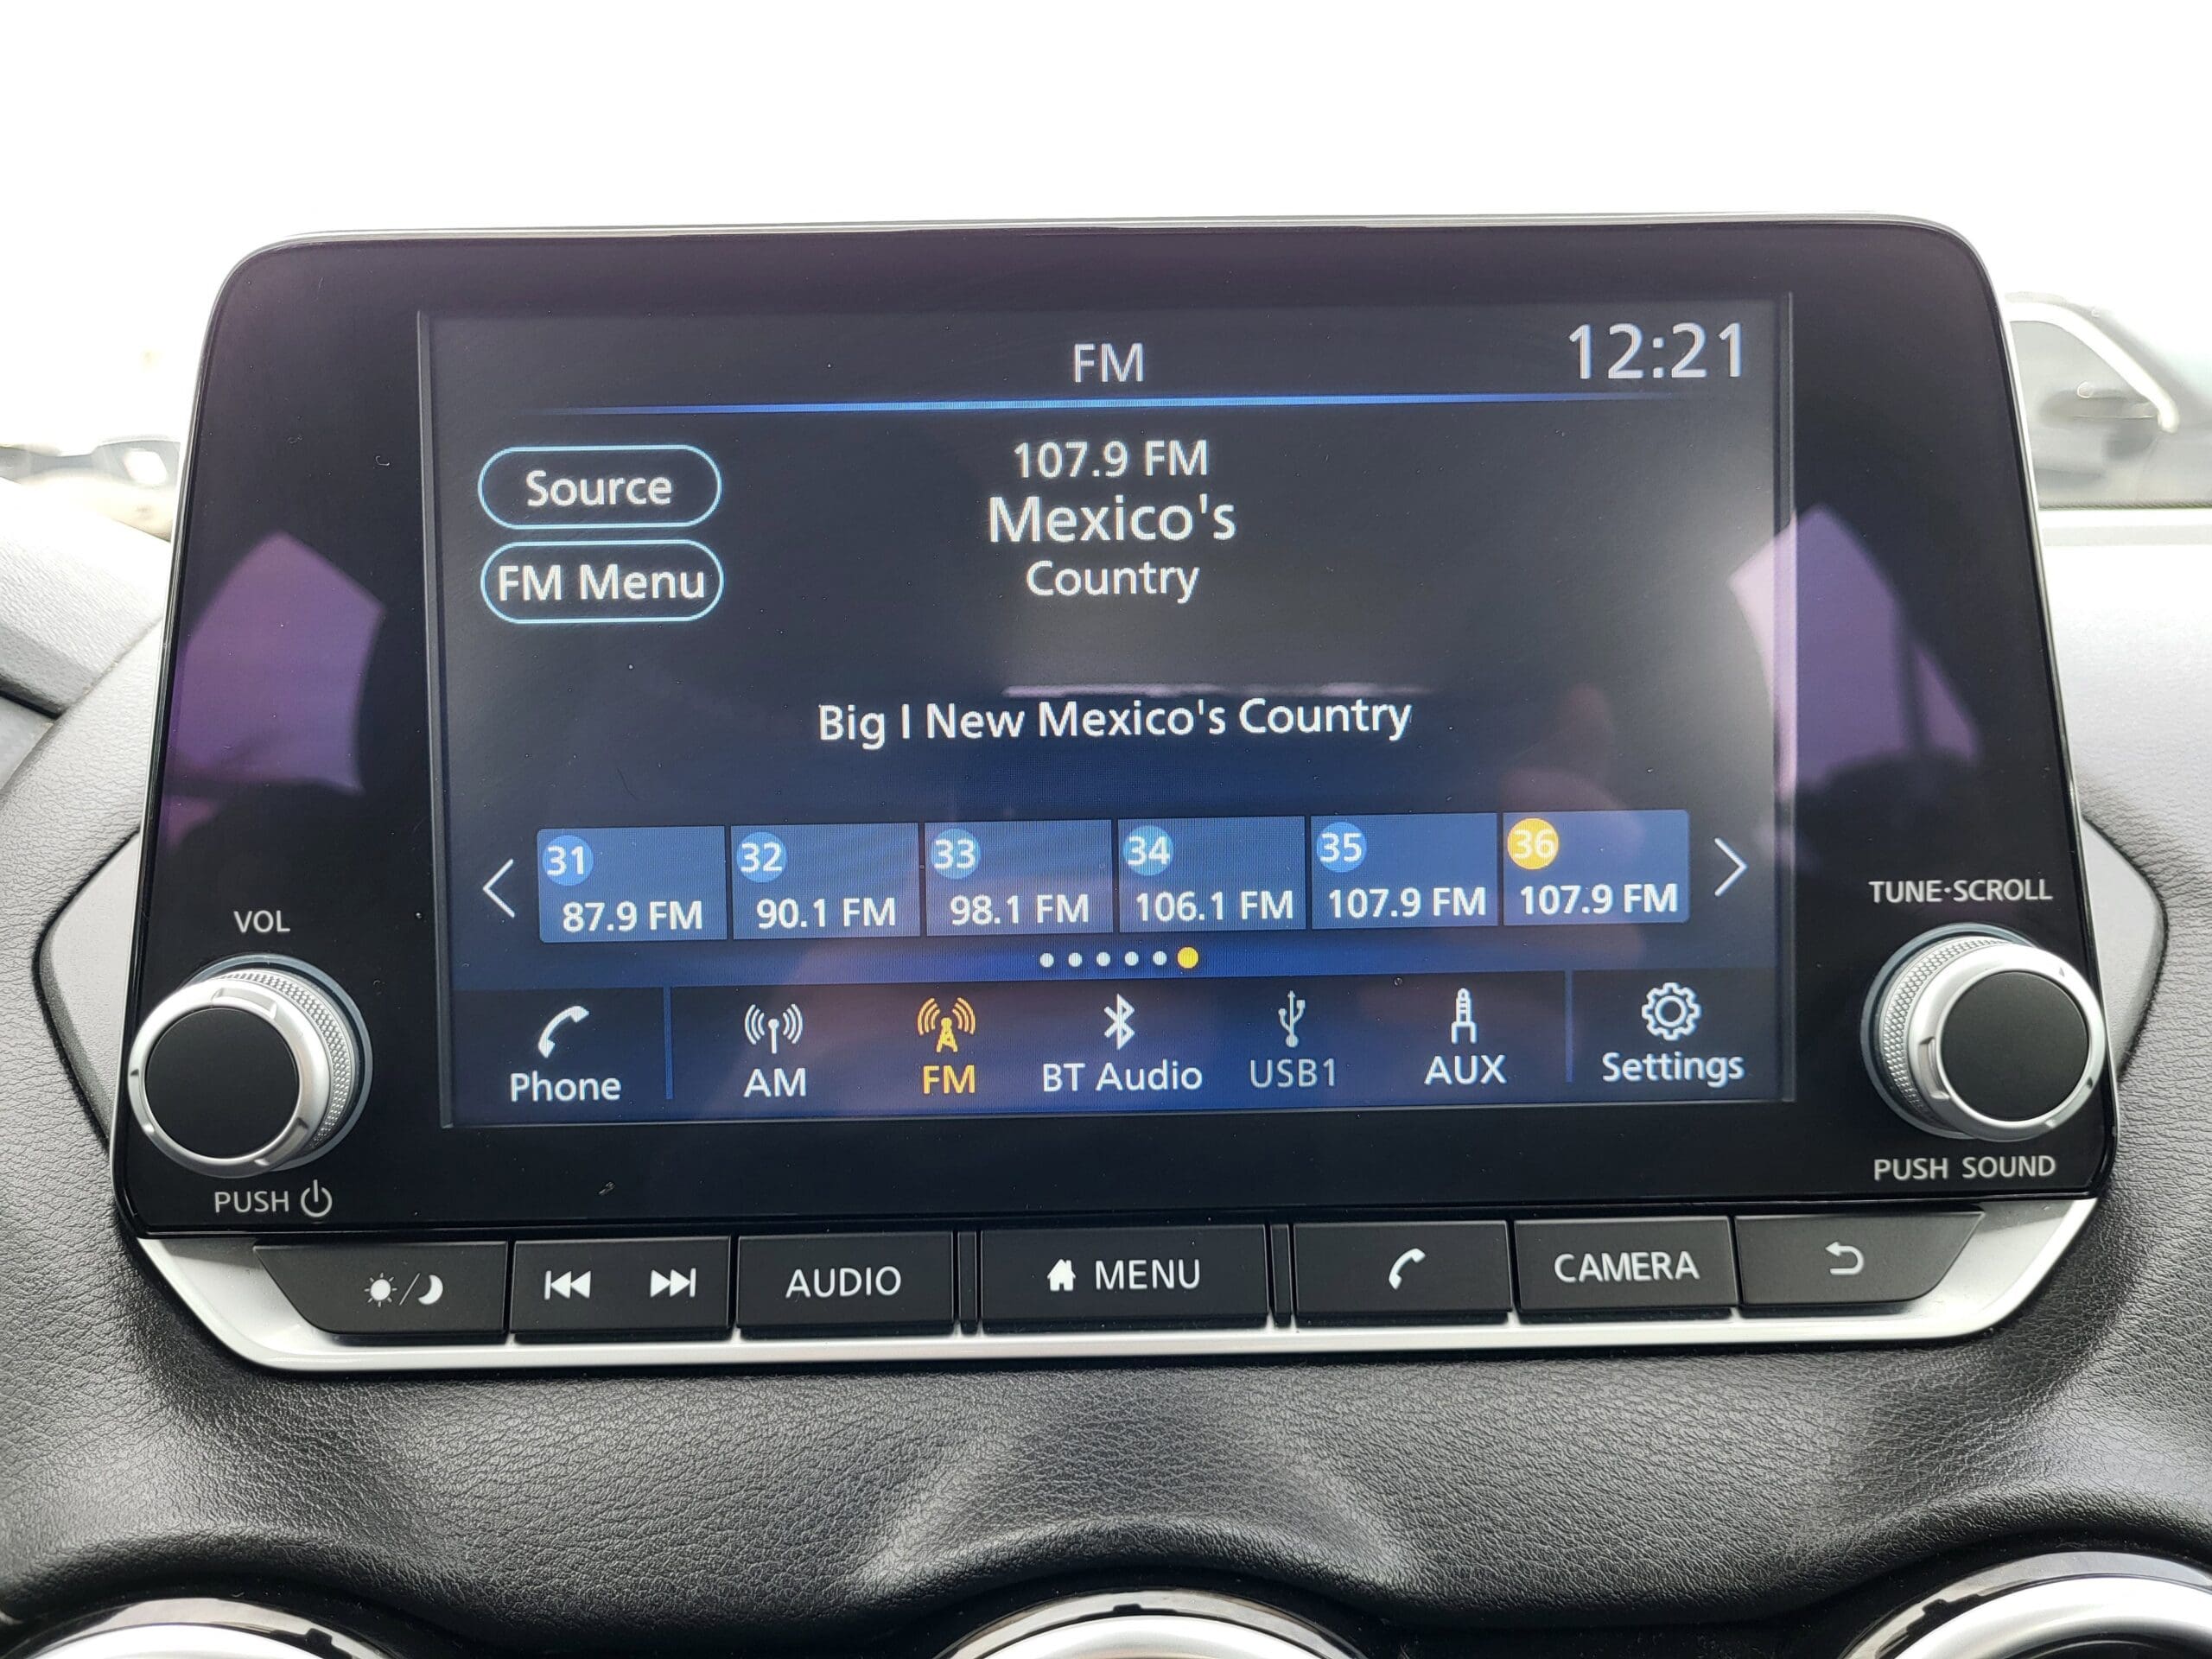 FM
12:21
Source
FM Menu
107.9 FM
Mexico's
Country
Big I New Mexico's Country
31
87.9 FM
32
90.1 FM
33
98.1 FM
34
106.1 FM
35
107.9 FM
36
107.9 FM
Phone
AM
FM
BT Audio
USB1
AUX
Settings
VOL
PUSH
TUNE·SCROLL
PUSH SOUND
AUDIO
MENU
CAMERA